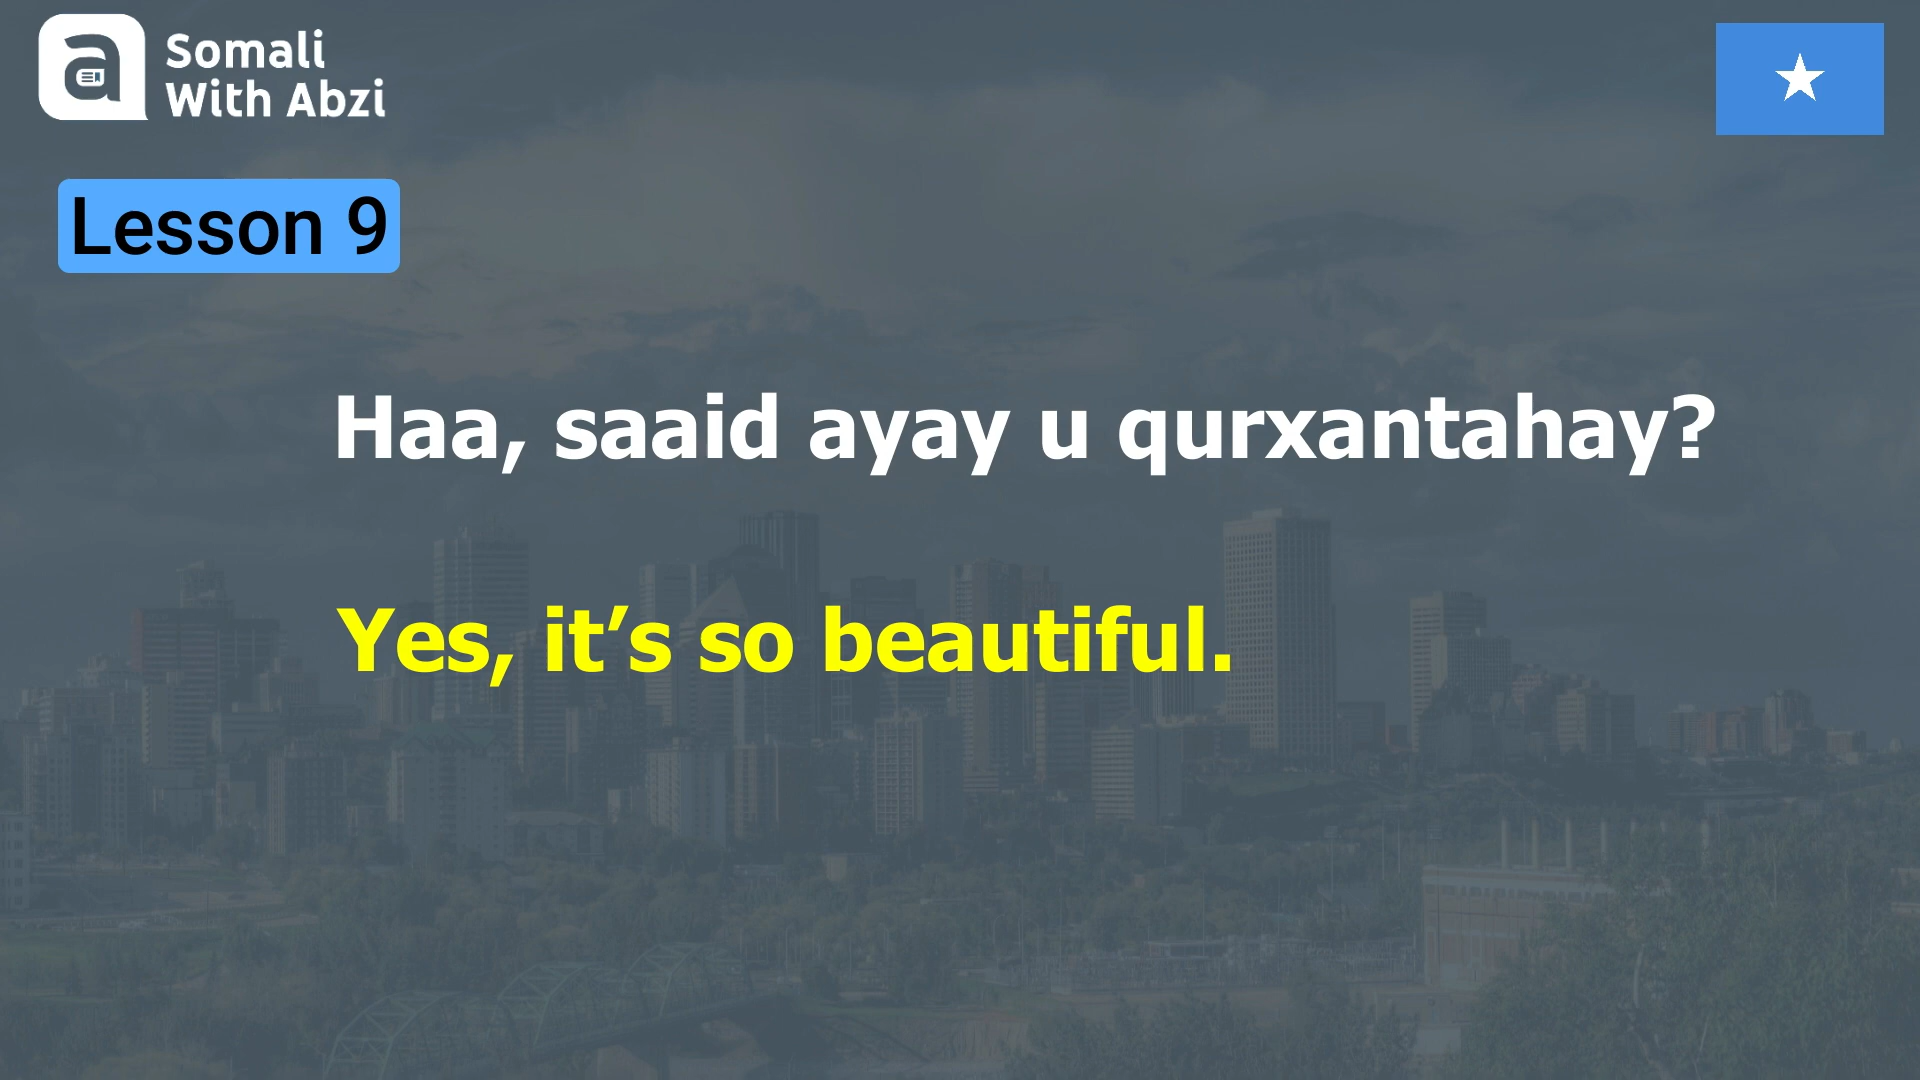 Somali
With Abzi
Lesson 9
Haa, saaid ayay u qurxantahay?
Yes, it’s so beautiful.